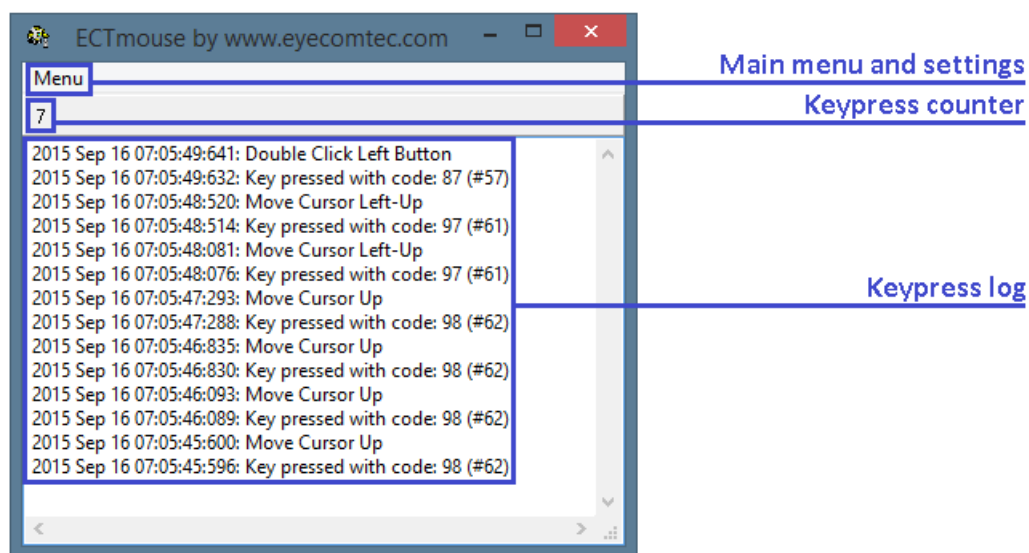 ECTmouse by www.eyecomtec.com
Menu
Main menu and settings
7
Keypress counter
2015 Sep 16 07:05:49:641: Double Click Left Button
2015 Sep 16 07:05:49:632: Key pressed with code: 87 (#57)
2015 Sep 16 07:05:48:520: Move Cursor Left-Up
2015 Sep 16 07:05:48:514: Key pressed with code: 97 (#61)
2015 Sep 16 07:05:48:081: Move Cursor Left-Up
2015 Sep 16 07:05:48:076: Key pressed with code: 97 (#61)
2015 Sep 16 07:05:47:293: Move Cursor Up
2015 Sep 16 07:05:47:288: Key pressed with code: 98 (#62)
2015 Sep 16 07:05:46:835: Move Cursor Up
2015 Sep 16 07:05:46:830: Key pressed with code: 98 (#62)
2015 Sep 16 07:05:46:093: Move Cursor Up
2015 Sep 16 07:05:46:089: Key pressed with code: 98 (#62)
2015 Sep 16 07:05:45:600: Move Cursor Up
2015 Sep 16 07:05:45:596: Key pressed with code: 98 (#62)
Keypress log